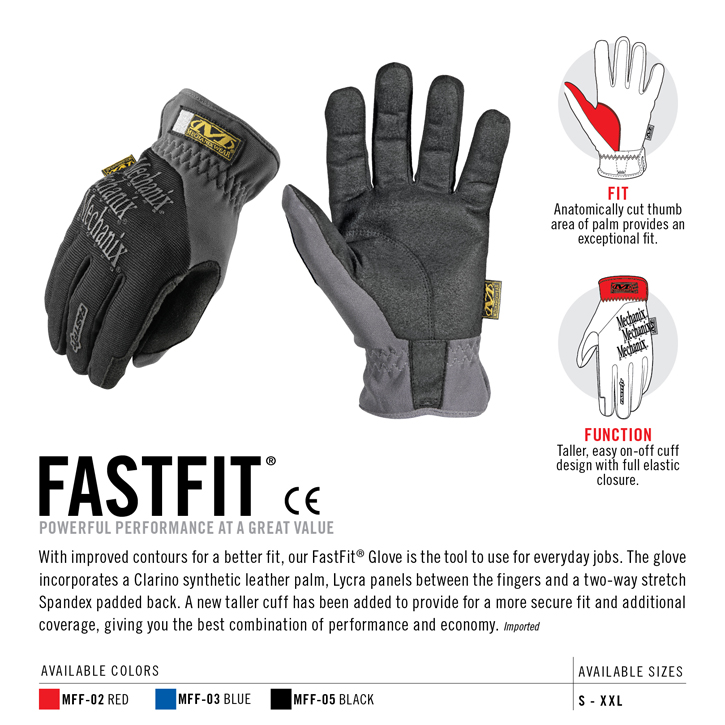 M
MECHANIX WEAR
Mechanix®
Mechanix®
Mechanix®
FASTFIT
FIT
Anatomically cut thumb
area of palm provides an
exceptional fit.
Mechanix
Mechanix
Mechanix
FASTFIT
FUNCTION
Taller, easy on-off cuff
design with full elastic
closure.
FASTFIT® CE
POWERFUL PERFORMANCE AT A GREAT VALUE
With improved contours for a better fit, our FastFit® Glove is the tool to use for everyday jobs. The glove
incorporates a Clarino synthetic leather palm, Lycra panels between the fingers and a two-way stretch
Spandex padded back. A new taller cuff has been added to provide for a more secure fit and additional
coverage, giving you the best combination of performance and economy. Imported
AVAILABLE COLORS
AVAILABLE SIZES
MFF-02 RED MFF-03 BLUE MFF-05 BLACK
S - XXL